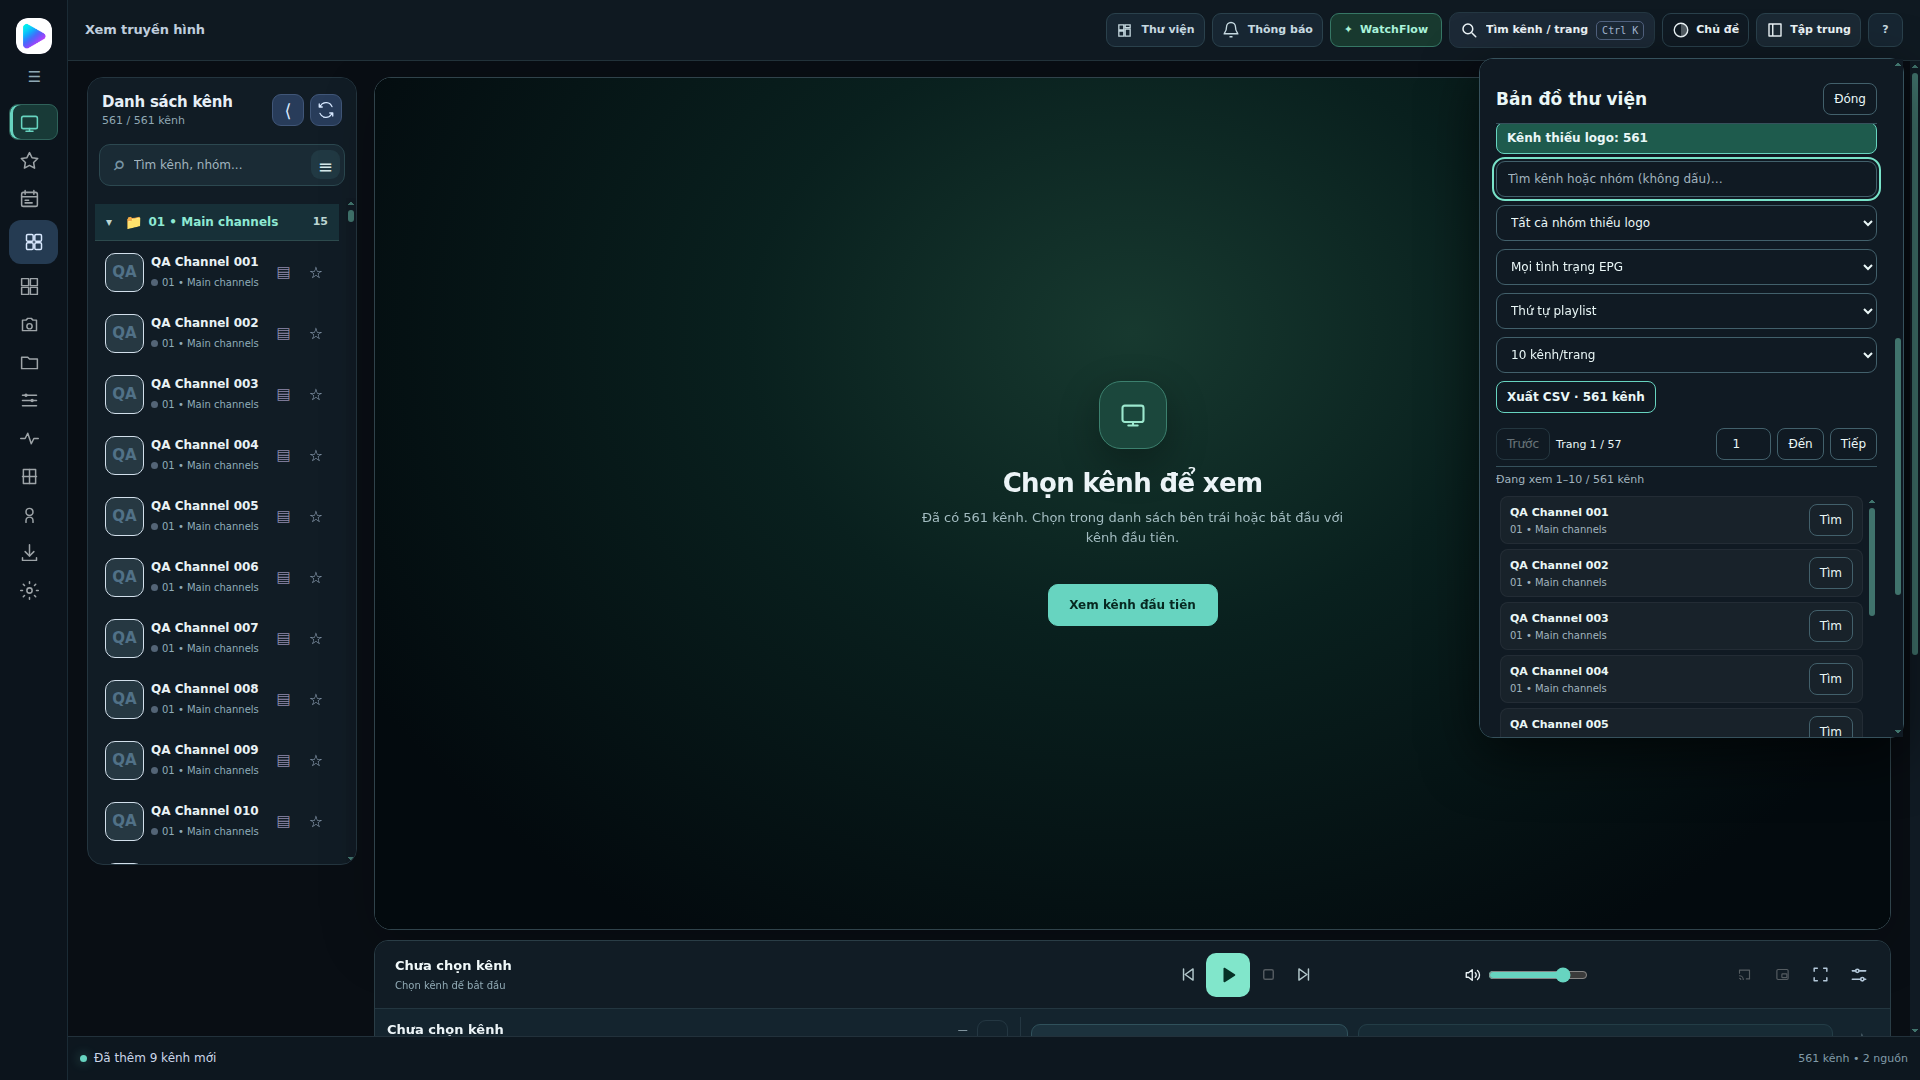 Xem truyền hình
Thư viện
Thông báo
✦ WatchFlow
Tìm kênh / trang Ctrl K
Chủ đề
Tập trung
?
Danh sách kênh
561 / 561 kênh
Tìm kênh, nhóm...
01 • Main channels 15
QA QA Channel 001
01 • Main channels
QA QA Channel 002
01 • Main channels
QA QA Channel 003
01 • Main channels
QA QA Channel 004
01 • Main channels
QA QA Channel 005
01 • Main channels
QA QA Channel 006
01 • Main channels
QA QA Channel 007
01 • Main channels
QA QA Channel 008
01 • Main channels
QA QA Channel 009
01 • Main channels
QA QA Channel 010
01 • Main channels
Chọn kênh để xem
Đã có 561 kênh. Chọn trong danh sách bên trái hoặc bắt đầu với
kênh đầu tiên.
Xem kênh đầu tiên
Bản đồ thư viện
Đóng
Kênh thiếu logo: 561
Tìm kênh hoặc nhóm (không dấu)...
Tất cả nhóm thiếu logo
Mọi tình trạng EPG
Thứ tự playlist
10 kênh/trang
Xuất CSV · 561 kênh
Trước Trang 1 / 57 1 Đến Tiếp
Đang xem 1–10 / 561 kênh
QA Channel 001
01 • Main channels
Tìm
QA Channel 002
01 • Main channels
Tìm
QA Channel 003
01 • Main channels
Tìm
QA Channel 004
01 • Main channels
Tìm
QA Channel 005
Tìm
Chưa chọn kênh
Chọn kênh để bắt đầu
Chưa chọn kênh
Đã thêm 9 kênh mới
561 kênh • 2 nguồn